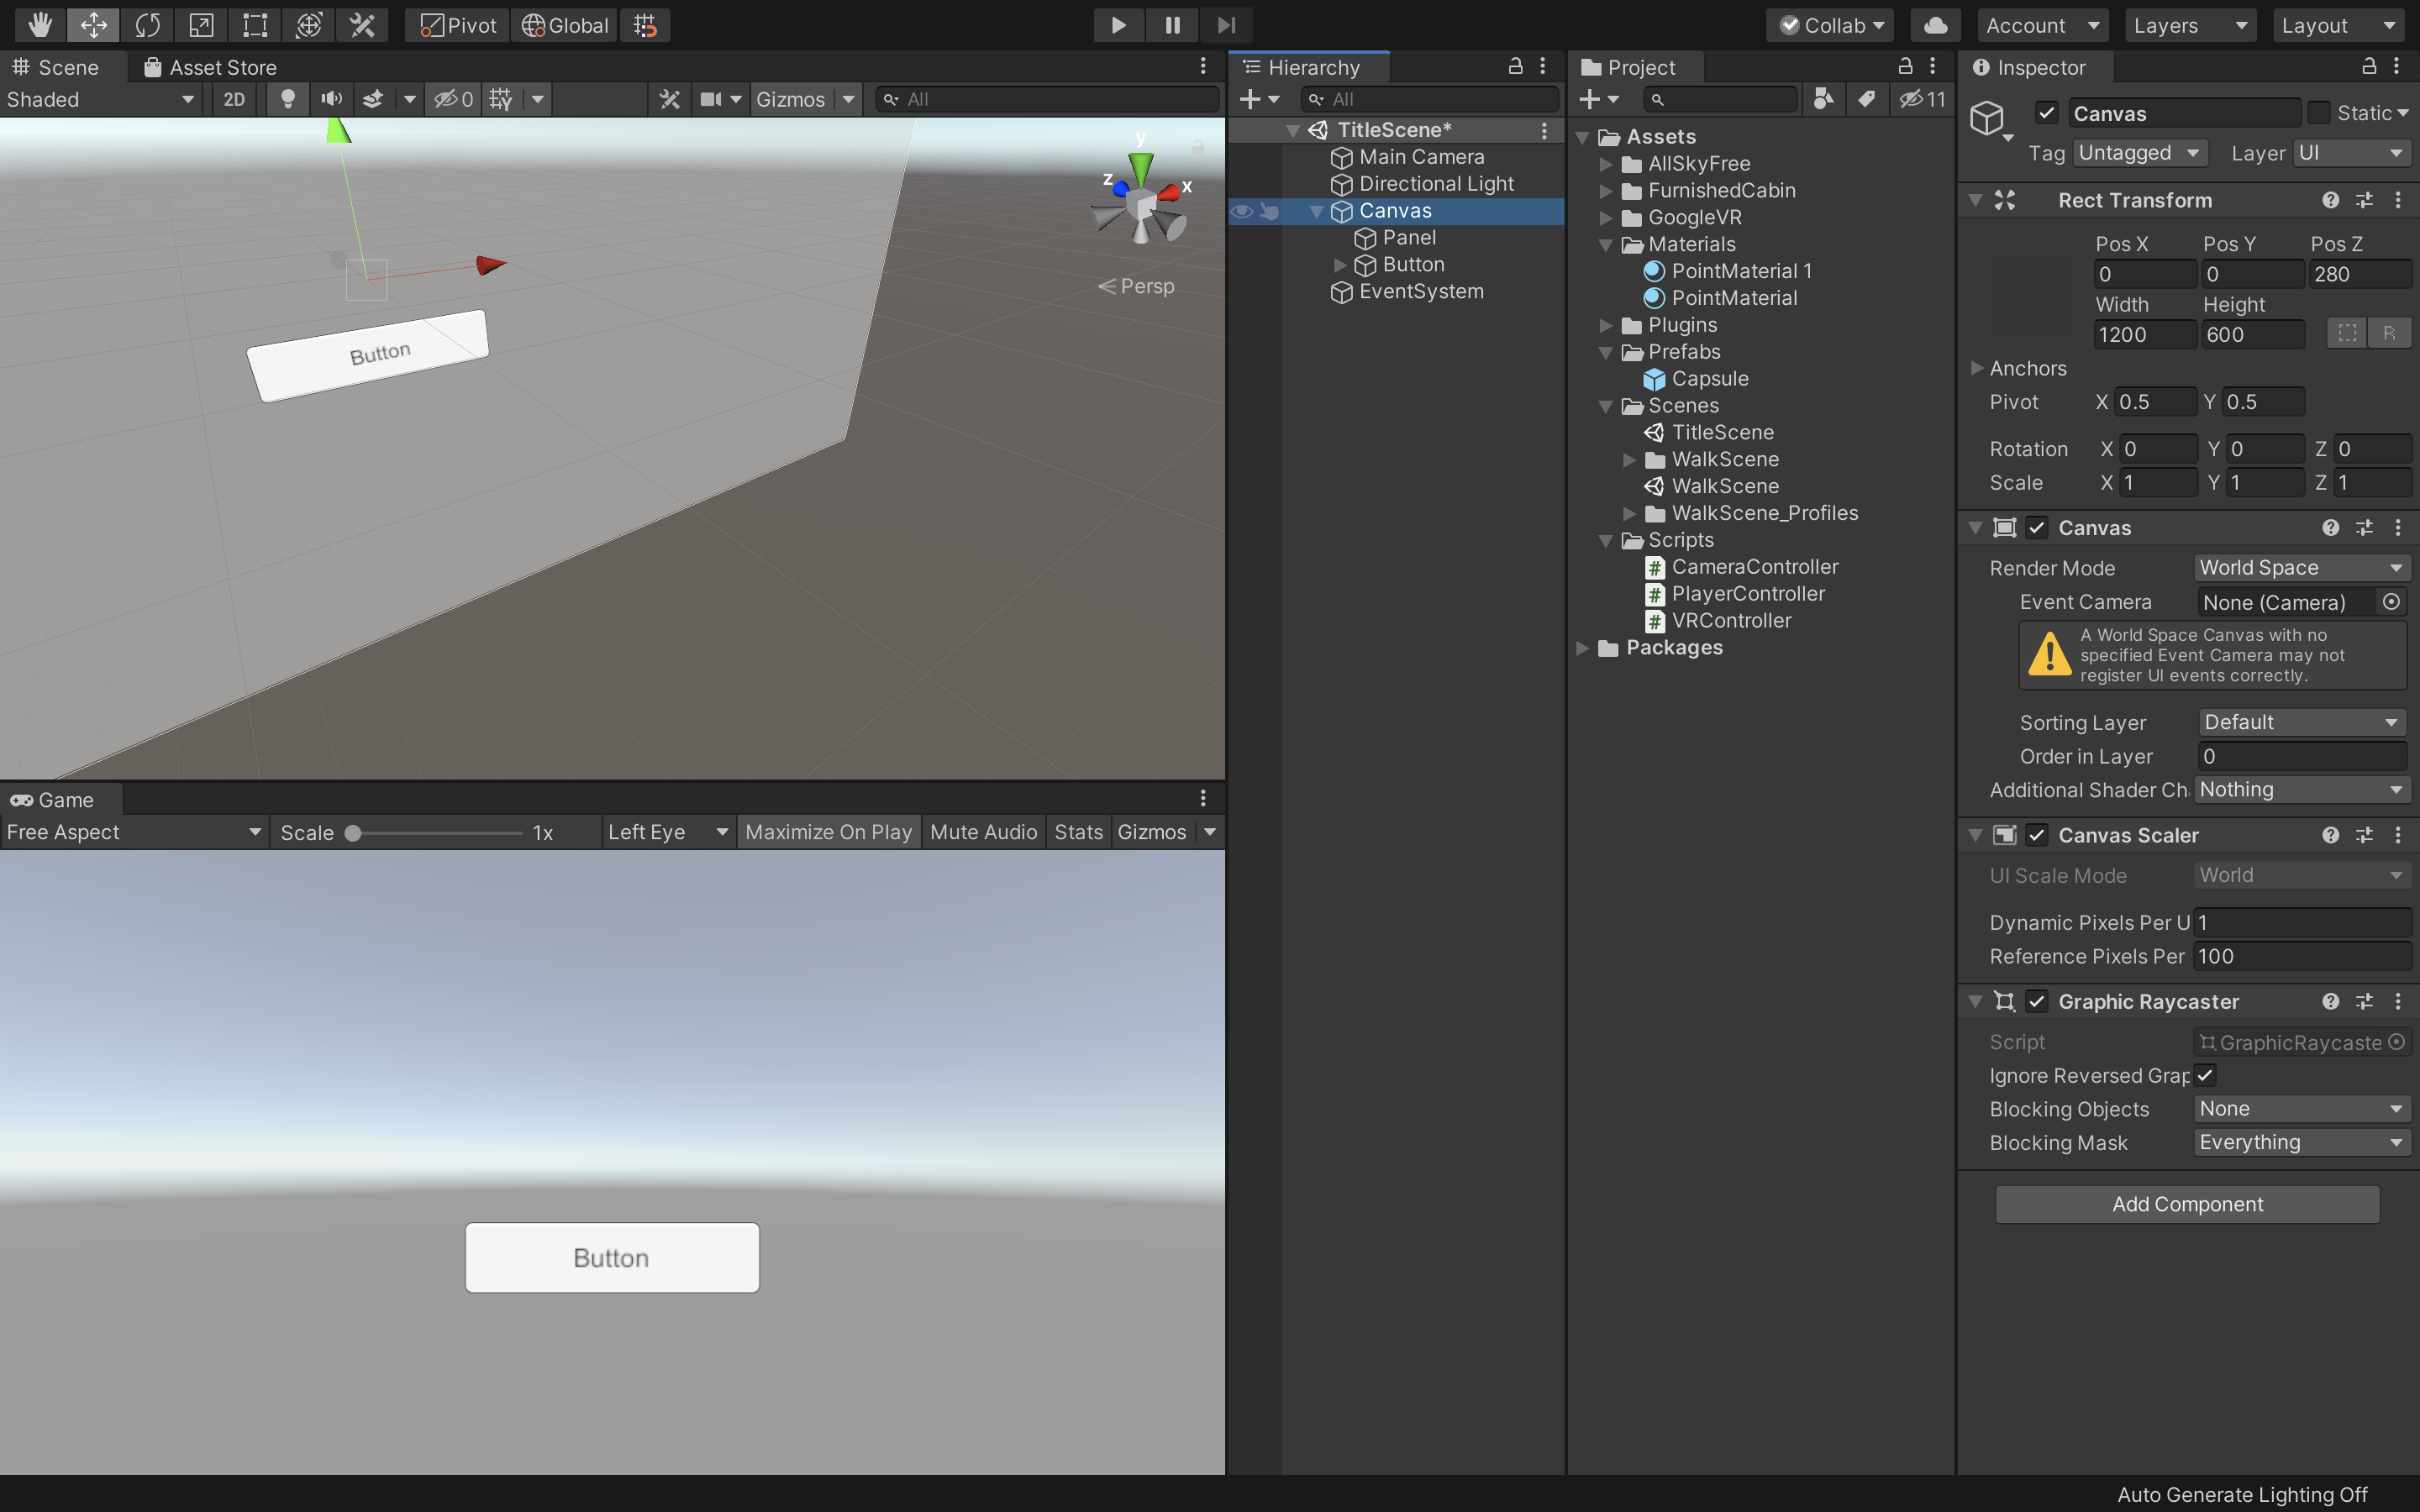 Pivot Global Collab Account Layers Layout
Scene Asset Store
Shaded 2D 0 Gizmos All
y
z x
Persp
Button
Game
Free Aspect Scale 1x Left Eye Maximize On Play Mute Audio Stats Gizmos
Button
Hierarchy
All
TitleScene*
Main Camera
Directional Light
Canvas
Panel
Button
EventSystem
Project
11
Assets
AllSkyFree
FurnishedCabin
GoogleVR
Materials
PointMaterial 1
PointMaterial
Plugins
Prefabs
Capsule
Scenes
TitleScene
WalkScene
WalkScene
WalkScene_Profiles
Scripts
# CameraController
# PlayerController
# VRController
Packages
Inspector
Canvas Static
Tag Untagged Layer UI
Rect Transform
Pos X Pos Y Pos Z
0 0 280
Width Height
1200 600 R
Anchors
Pivot X 0.5 Y 0.5
Rotation X 0 Y 0 Z 0
Scale X 1 Y 1 Z 1
Canvas
Render Mode World Space
Event Camera None (Camera)
A World Space Canvas with no
specified Event Camera may not
register UI events correctly.
Sorting Layer Default
Order in Layer 0
Additional Shader Ch Nothing
Canvas Scaler
UI Scale Mode World
Dynamic Pixels Per U 1
Reference Pixels Per 100
Graphic Raycaster
Script GraphicRaycaste
Ignore Reversed Grap
Blocking Objects None
Blocking Mask Everything
Add Component
Auto Generate Lighting Off